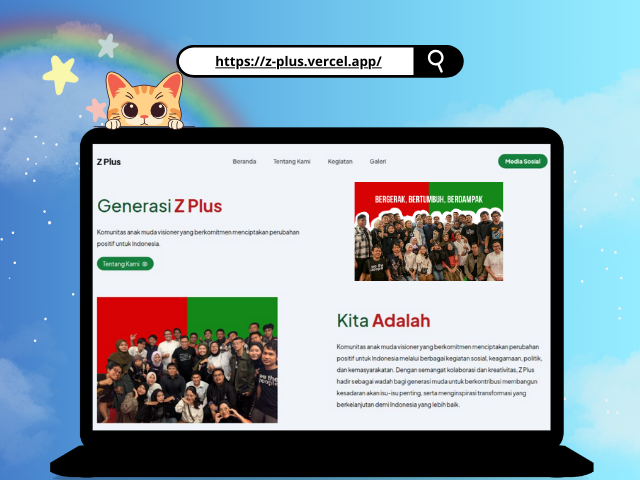 https://z-plus.vercel.app/
Z Plus
Beranda
Tentang Kami
Kegiatan
Galeri
Media Sosial
Generasi Z Plus
Komunitas anak muda visioner yang berkomitmen menciptakan perubahan
positif untuk Indonesia.
Tentang Kami
BERGERAK, BERTUMBUH, BERDAMPAK
Kita Adalah
Komunitas anak muda visioner yang berkomitmen menciptakan perubahan
positif untuk Indonesia melalui berbagai kegiatan sosial, keagamaan, politik,
dan kemasyarakatan. Dengan semangat kolaborasi dan kreativitas, Z Plus
hadir sebagai wadah bagi generasi muda untuk berkontribusi membangun
kesadaran akan isu-isu penting, serta menginspirasi transformasi yang
berkelanjutan demi Indonesia yang lebih baik.